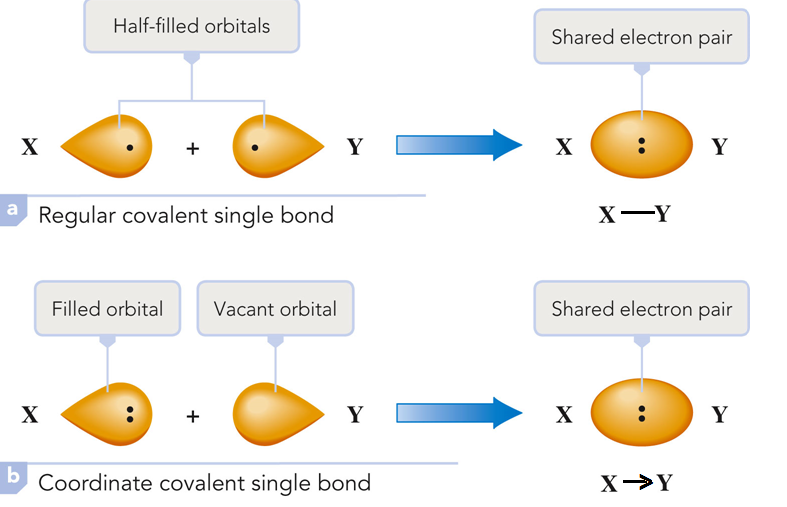 Half-filled orbitals
Shared electron pair
X + Y X : Y
a Regular covalent single bond
X — Y
Filled orbital
Vacant orbital
Shared electron pair
X : + Y X : Y
b Coordinate covalent single bond
X → Y